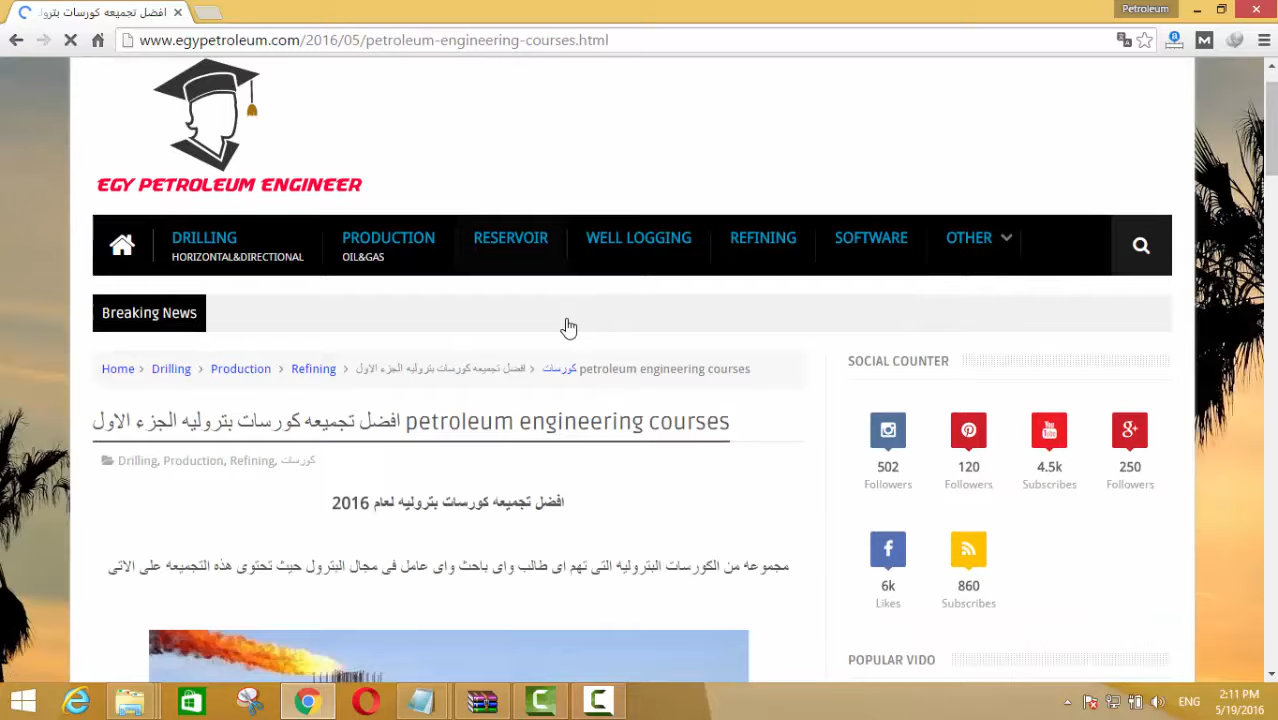 افضل تجميعه كورسات بتروليه
Petroleum
www.egypetroleum.com/2016/05/petroleum-engineering-courses.html
EGY PETROLEUM ENGINEER
DRILLING
HORIZONTAL&DIRECTIONAL
PRODUCTION
OIL&GAS
RESERVOIR
WELL LOGGING
REFINING
SOFTWARE
OTHER
Breaking News
Home › Drilling › Production › Refining › افضل تجميعه كورسات بتروليه الجزء الاول › كورسات petroleum engineering courses
افضل تجميعه كورسات بتروليه الجزء الاول petroleum engineering courses
Drilling, Production, Refining, كورسات
افضل تجميعه كورسات بتروليه لعام 2016
مجموعه من الكورسات البتروليه التى تهم اى طالب واى باحث واى عامل فى مجال البترول حيث تحتوى هذه التجميعه على الاتى
SOCIAL COUNTER
502 120 4.5k 250
Followers Followers Subscribes Followers
6k 860
Likes Subscribes
POPULAR VIDO
ENG
2:11 PM
5/19/2016